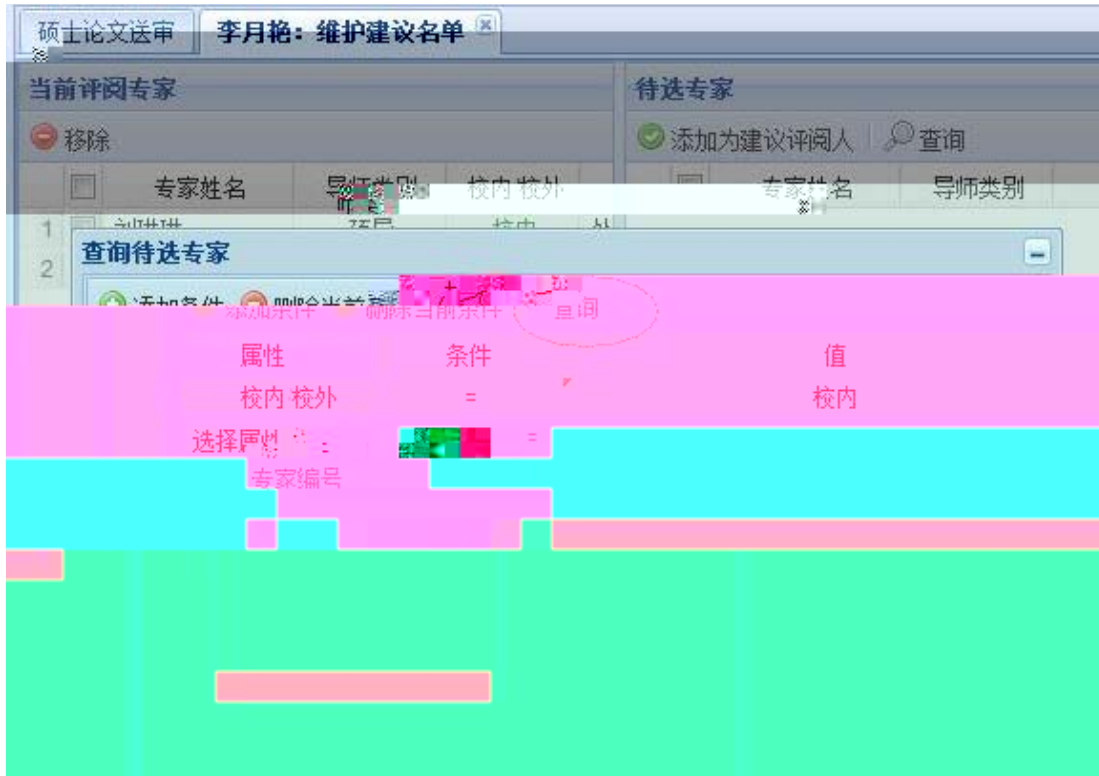 硕士论文送审 李月艳：维护建议名单
当前评阅专家 待选专家
移除 添加为建议评阅人 查询
专家姓名 导师类别 校内 校外 专家姓名 导师类别
1 校内
2
查询待选专家
添加条件 删除当前条件 查询
属性 条件 值
校内 校外 = 校内
选择属性 =
专家编号